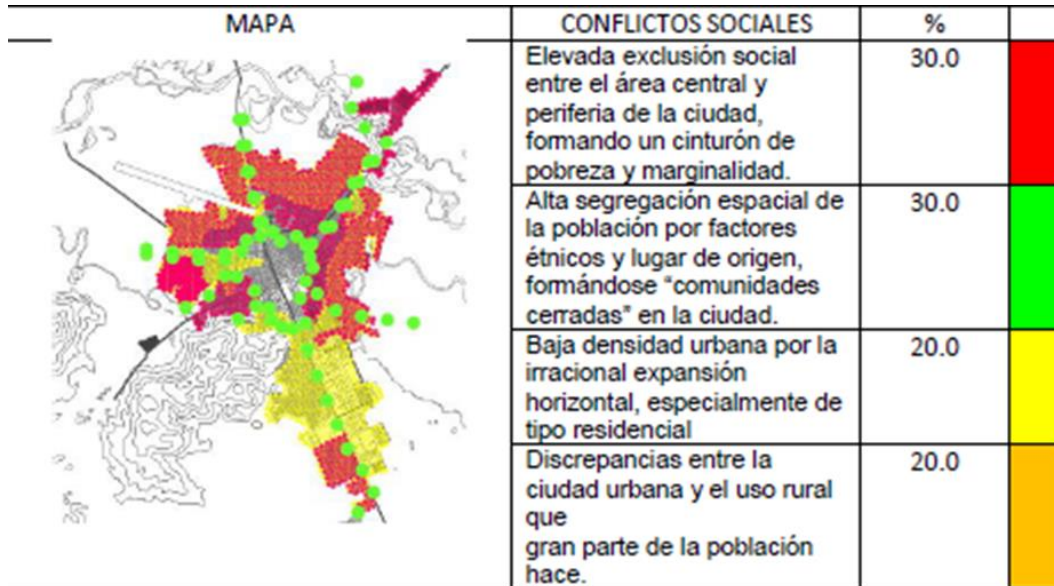 MAPA
CONFLICTOS SOCIALES
%
Elevada exclusión social
entre el área central y
periferia de la ciudad,
formando un cinturón de
pobreza y marginalidad.
30.0
Alta segregación espacial de
la población por factores
étnicos y lugar de origen,
formándose “comunidades
cerradas” en la ciudad.
30.0
Baja densidad urbana por la
irracional expansión
horizontal, especialmente de
tipo residencial
20.0
Discrepancias entre la
ciudad urbana y el uso rural
que
gran parte de la población
hace.
20.0